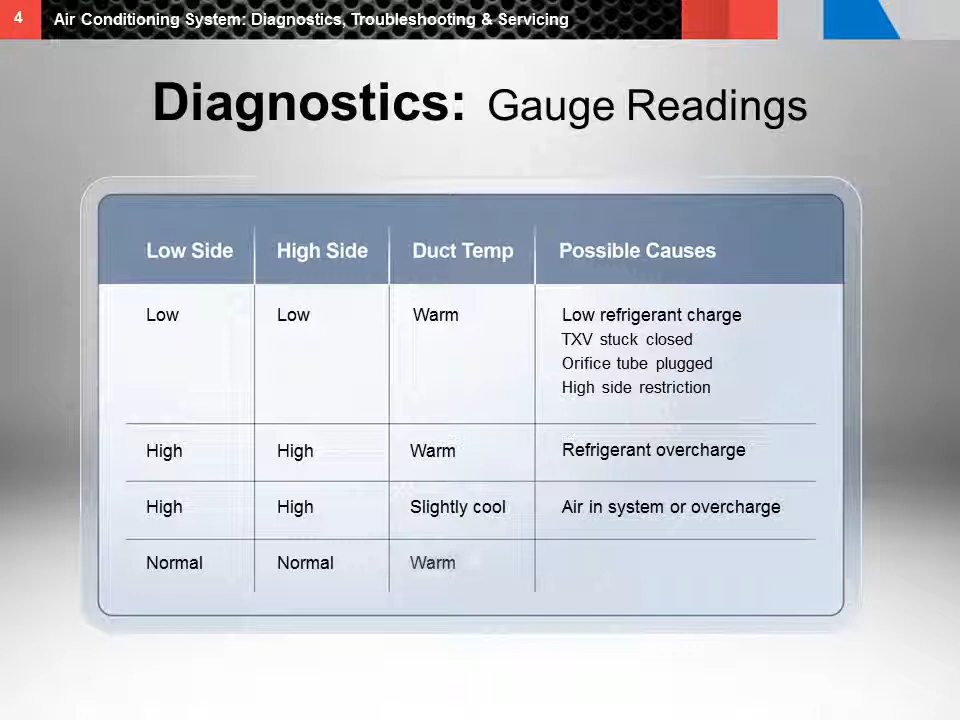 4 Air Conditioning System: Diagnostics, Troubleshooting & Servicing
Diagnostics: Gauge Readings
Low Side High Side Duct Temp Possible Causes
Low Low Warm Low refrigerant charge
TXV stuck closed
Orifice tube plugged
High side restriction
High High Warm Refrigerant overcharge
High High Slightly cool Air in system or overcharge
Normal Normal Warm